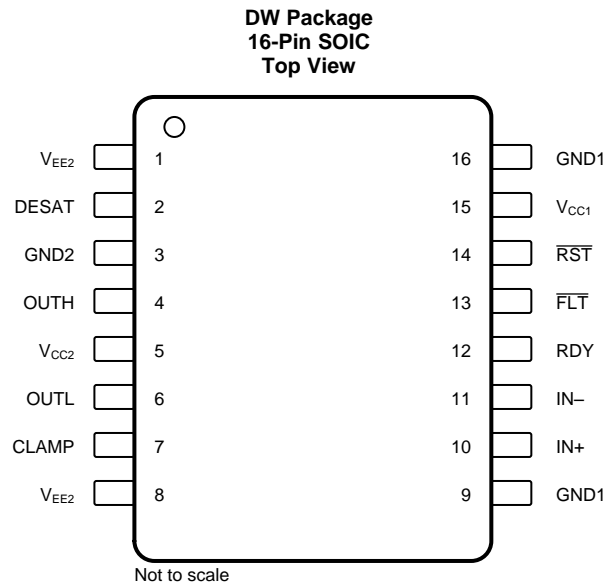 DW Package
16-Pin SOIC
Top View
VEE2 1 16 GND1
DESAT 2 15 VCC1
GND2 3 14 R̅S̅T̅
OUTH 4 13 F̅L̅T̅
VCC2 5 12 RDY
OUTL 6 11 IN–
CLAMP 7 10 IN+
VEE2 8 9 GND1
Not to scale